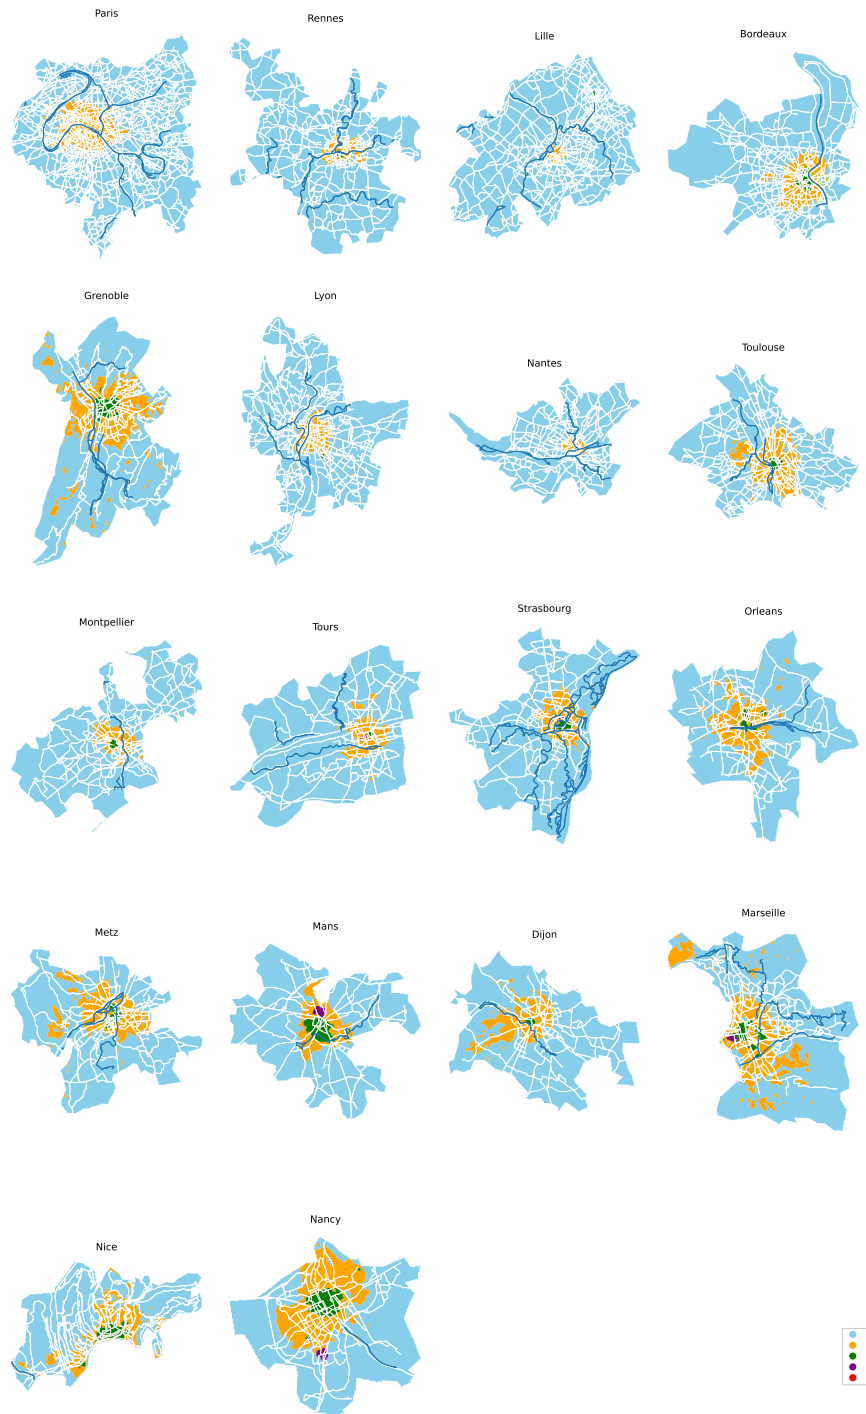 Paris
Rennes
Lille
Bordeaux
Grenoble
Lyon
Nantes
Toulouse
Montpellier
Tours
Strasbourg
Orleans
Metz
Mans
Dijon
Marseille
Nice
Nancy